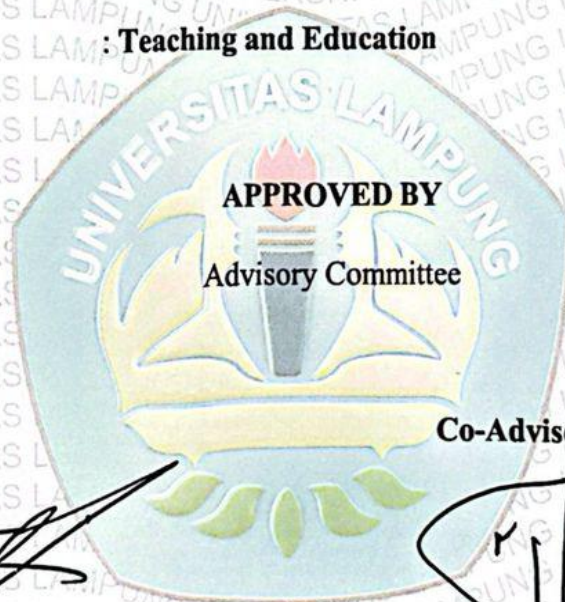 : Teaching and Education
UNIVERSITAS LAMPUNG
APPROVED BY
Advisory Committee